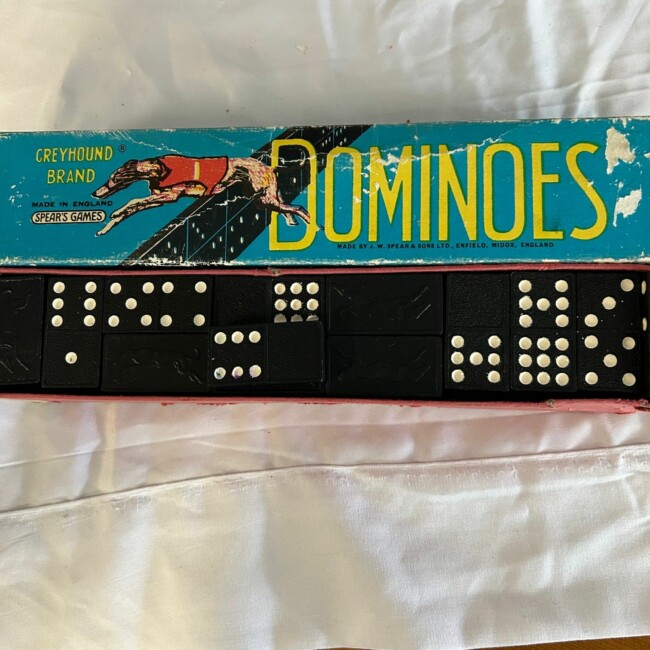 GREYHOUND ®
BRAND
MADE IN ENGLAND
SPEAR'S GAMES
DOMINOES
MADE BY J. W. SPEAR & SONS LTD., ENFIELD, MIDDX, ENGLAND